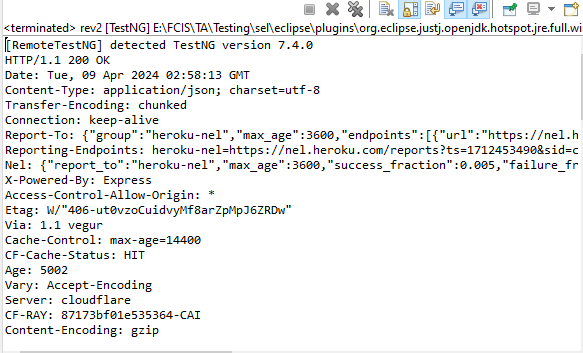 <terminated> rev2 [TestNG] E:\FCIS\TA\Testing\sel\eclipse\plugins\org.eclipse.justj.openjdk.hotspot.jre.full.wi
[RemoteTestNG] detected TestNG version 7.4.0
HTTP/1.1 200 OK
Date: Tue, 09 Apr 2024 02:58:13 GMT
Content-Type: application/json; charset=utf-8
Transfer-Encoding: chunked
Connection: keep-alive
Report-To: {"group":"heroku-nel","max_age":3600,"endpoints":[{"url":"https://nel.h
Reporting-Endpoints: heroku-nel=https://nel.heroku.com/reports?ts=1712453490&sid=c
Nel: {"report_to":"heroku-nel","max_age":3600,"success_fraction":0.005,"failure_fr
X-Powered-By: Express
Access-Control-Allow-Origin: *
Etag: W/"406-ut0vzoCuidvyMf8arZpMpJ6ZRDw"
Via: 1.1 vegur
Cache-Control: max-age=14400
CF-Cache-Status: HIT
Age: 5002
Vary: Accept-Encoding
Server: cloudflare
CF-RAY: 87173bf01e535364-CAI
Content-Encoding: gzip